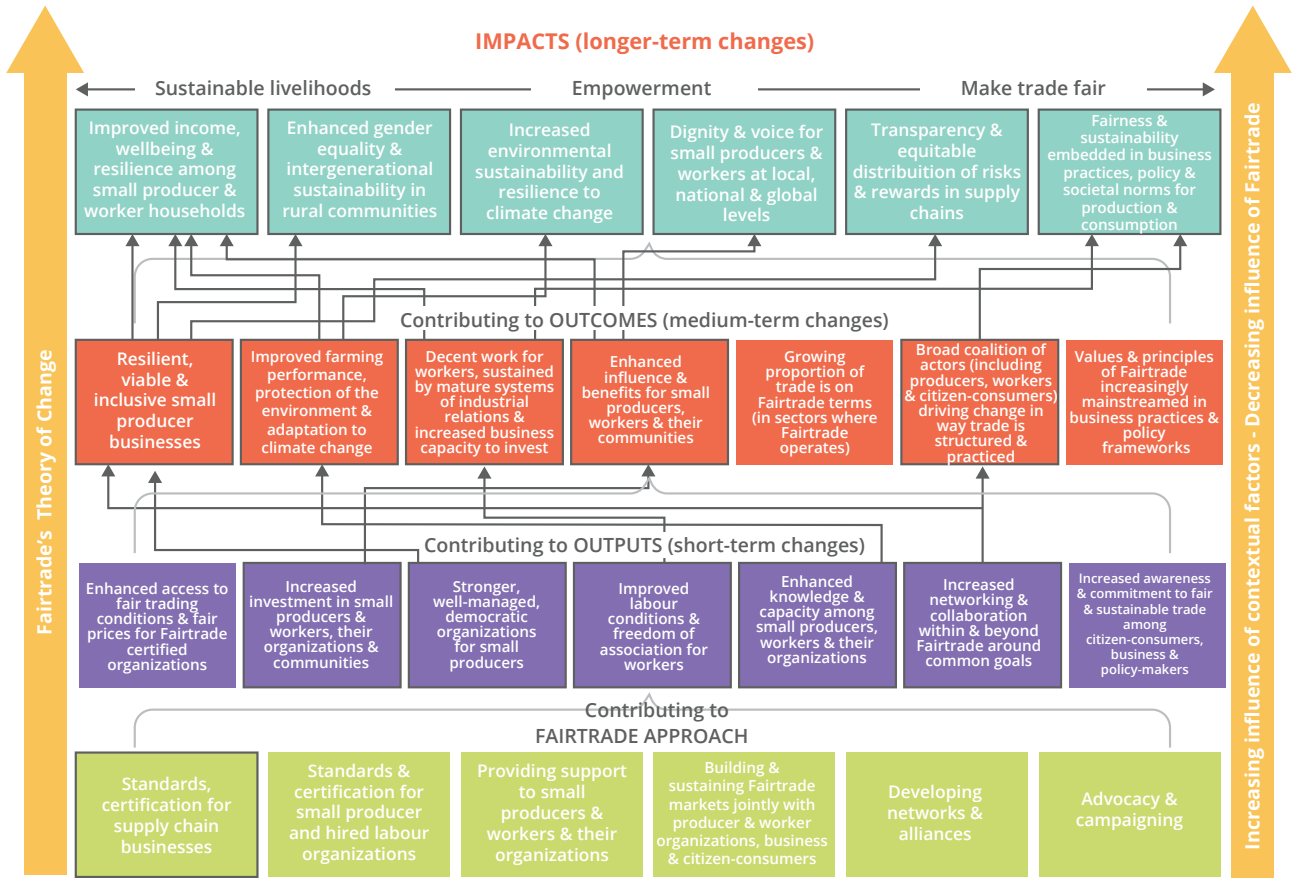 IMPACTS (longer-term changes)
Sustainable livelihoods
Empowerment
Make trade fair
Improved income,
wellbeing &
resilience among
small producer &
worker households
Enhanced gender
equality &
intergenerational
sustainability in
rural communities
Increased
environmental
sustainability and
resilience to
climate change
Dignity & voice for
small producers &
workers at local,
national & global
levels
Transparency &
equitable
distribuition of risks
& rewards in supply
chains
Fairness &
sustainability
embedded in business
practices, policy &
societal norms for
production &
consumption
Contributing to OUTCOMES (medium-term changes)
Resilient,
viable &
inclusive small
producer
businesses
Improved farming
performance,
protection of the
environment &
adaptation to
climate change
Decent work for
workers, sustained
by mature systems
of industrial
relations &
increased business
capacity to invest
Enhanced
influence &
benefits for small
producers,
workers & their
communities
Growing
proportion of
trade is on
Fairtrade terms
(in sectors where
Fairtrade
operates)
Broad coalition of
actors (including
producers, workers
& citizen-consumers)
driving change in
way trade is
structured &
practiced
Values & principles
of Fairtrade
increasingly
mainstreamed in
business practices &
policy
frameworks
Contributing to OUTPUTS (short-term changes)
Enhanced access to
fair trading
conditions & fair
prices for Fairtrade
certified
organizations
Increased
investment in small
producers &
workers, their
organizations &
communities
Stronger,
well-managed,
democratic
organizations
for small
producers
Improved
labour
conditions &
freedom of
association for
workers
Enhanced
knowledge &
capacity among
small producers,
workers & their
organizations
Increased
networking &
collaboration
within & beyond
Fairtrade around
common goals
Increased awareness
& commitment to fair
& sustainable trade
among
citizen-consumers,
business &
policy-makers
Contributing to
FAIRTRADE APPROACH
Standards,
certification for
supply chain
businesses
Standards &
certification for
small producer
and hired labour
organizations
Providing support
to small
producers &
workers & their
organizations
Building &
sustaining Fairtrade
markets jointly with
producer & worker
organizations, business
& citizen-consumers
Developing
networks &
alliances
Advocacy &
campaigning
Fairtrade's Theory of Change
Increasing influence of contextual factors - Decreasing influence of Fairtrade